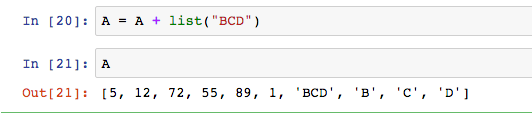 In [20]: A = A + list("BCD")
In [21]: A
Out[21]: [5, 12, 72, 55, 89, 1, 'BCD', 'B', 'C', 'D']